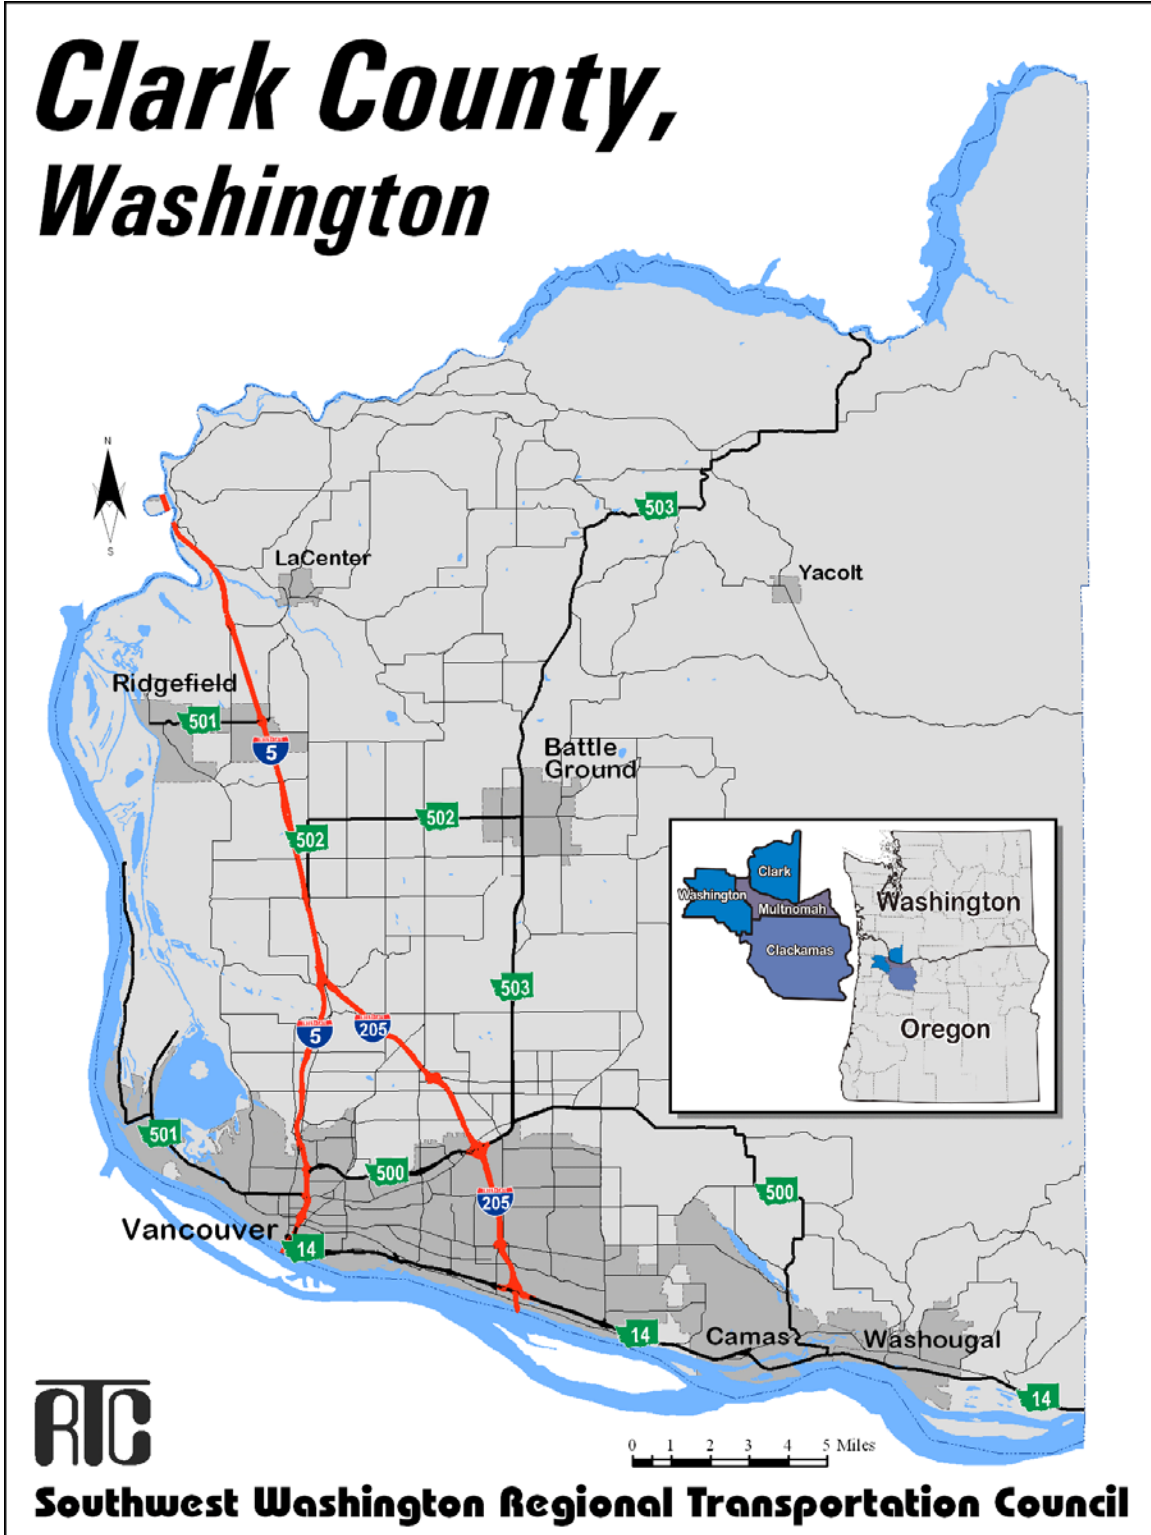 Clark County,
Washington
N
S
503
LaCenter
Yacolt
Ridgefield
501
5
Battle
Ground
502
502
Clark
Washington
Multnomah
Clackamas
Washington
Oregon
503
5
205
501
500
500
205
Vancouver
14
14
Camas
Washougal
14
RTC
0 1 2 3 4 5 Miles
Southwest Washington Regional Transportation Council